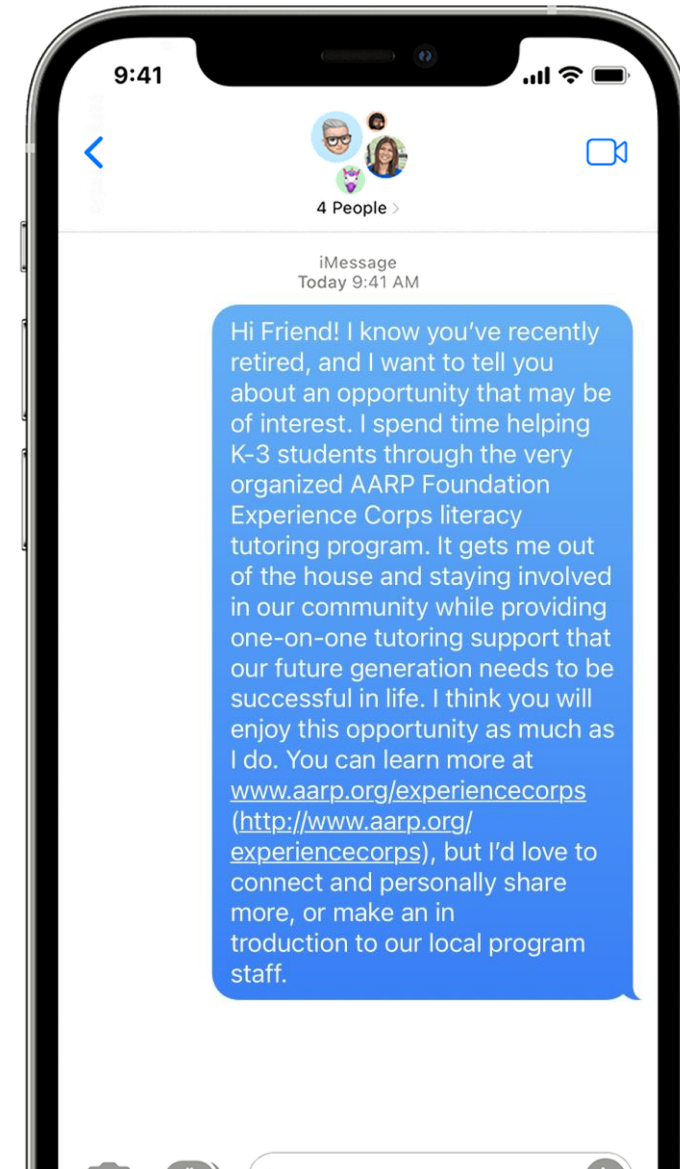 9:41
4 People >
iMessage
Today 9:41 AM
Hi Friend! I know you’ve recently
retired, and I want to tell you
about an opportunity that may be
of interest. I spend time helping
K-3 students through the very
organized AARP Foundation
Experience Corps literacy
tutoring program. It gets me out
of the house and staying involved
in our community while providing
one-on-one tutoring support that
our future generation needs to be
successful in life. I think you will
enjoy this opportunity as much as
I do. You can learn more at
www.aarp.org/experiencecorps
(http://www.aarp.org/
experiencecorps), but I’d love to
connect and personally share
more, or make an in
troduction to our local program
staff.